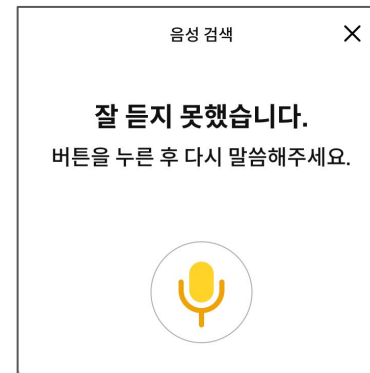 음성 검색
잘 듣지 못했습니다.
버튼을 누른 후 다시 말씀해주세요.